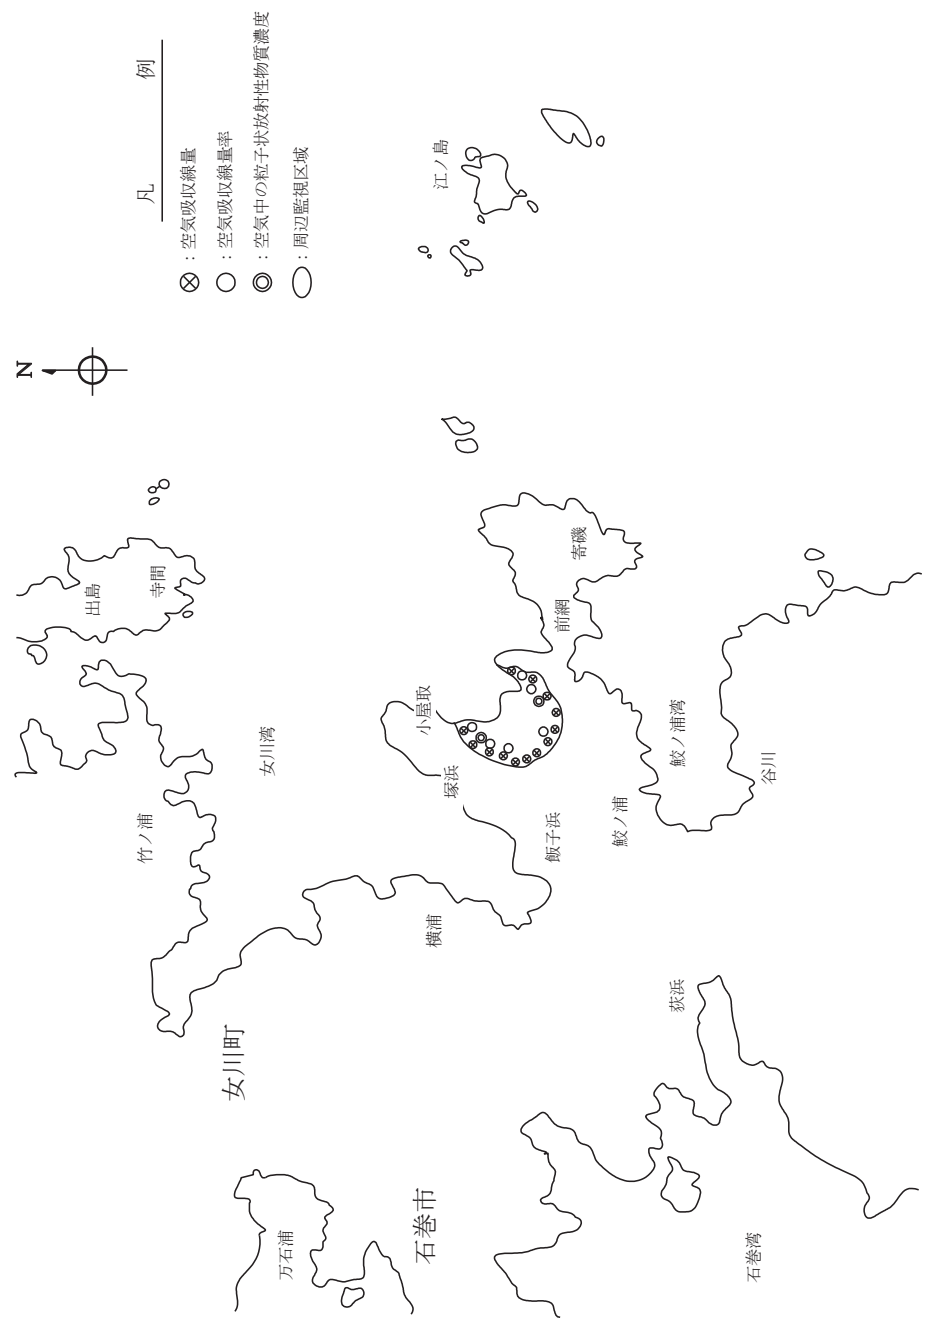 凡 例
⊗：空気吸収線量
○：空気吸収線量率
◎：空気中の粒子状放射性物質濃度
○：周辺監視区域
N
江ノ島
出島
寺間
女川湾
竹ノ浦
小屋取
塚浜
前網
寄磯
飯子浜
鮫ノ浦
鮫ノ浦湾
谷川
横浦
女川町
荻浜
万石浦
石巻市
石巻湾